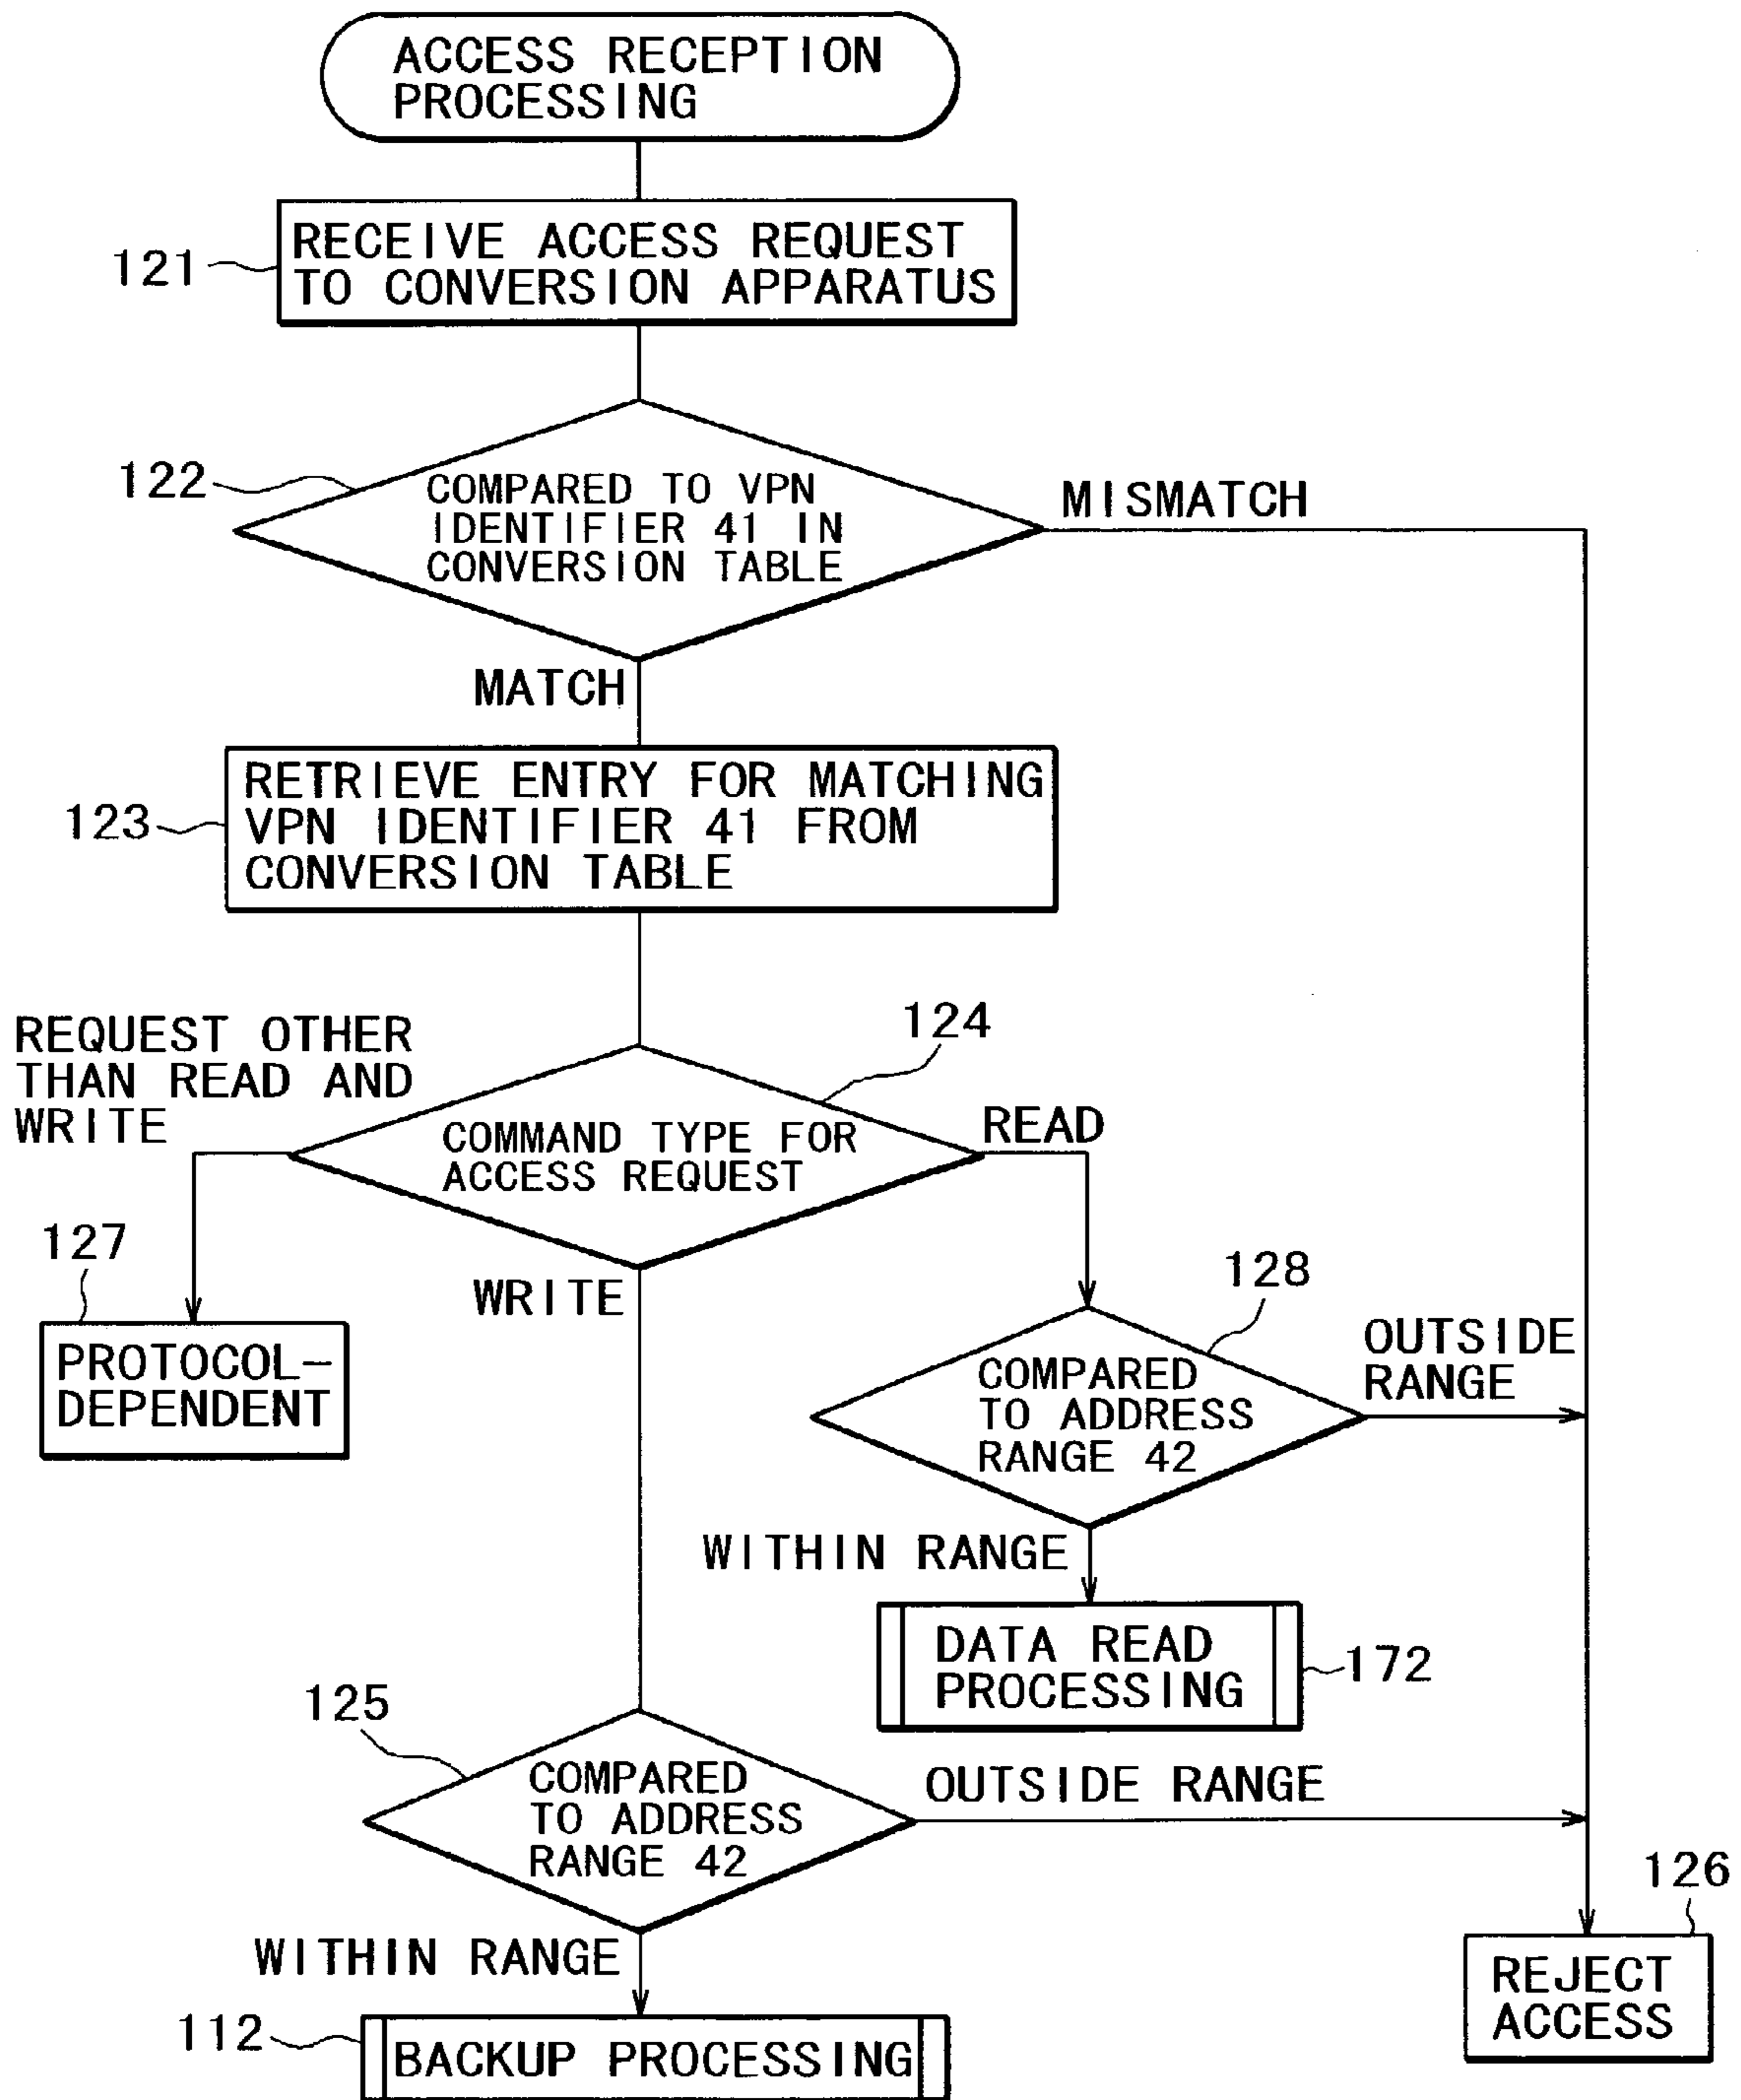 ACCESS RECEPTION
PROCESSING
121
RECEIVE ACCESS REQUEST
TO CONVERSION APPARATUS
122
COMPARED TO VPN
IDENTIFIER 41 IN
CONVERSION TABLE
MISMATCH
MATCH
123
RETRIEVE ENTRY FOR MATCHING
VPN IDENTIFIER 41 FROM
CONVERSION TABLE
REQUEST OTHER
THAN READ AND
WRITE
124
COMMAND TYPE FOR
ACCESS REQUEST
READ
127
PROTOCOL-
DEPENDENT
WRITE
128
COMPARED
TO ADDRESS
RANGE 42
OUTSIDE
RANGE
WITHIN RANGE
DATA READ
PROCESSING
172
125
COMPARED
TO ADDRESS
RANGE 42
OUTSIDE RANGE
126
REJECT
ACCESS
WITHIN RANGE
112
BACKUP PROCESSING